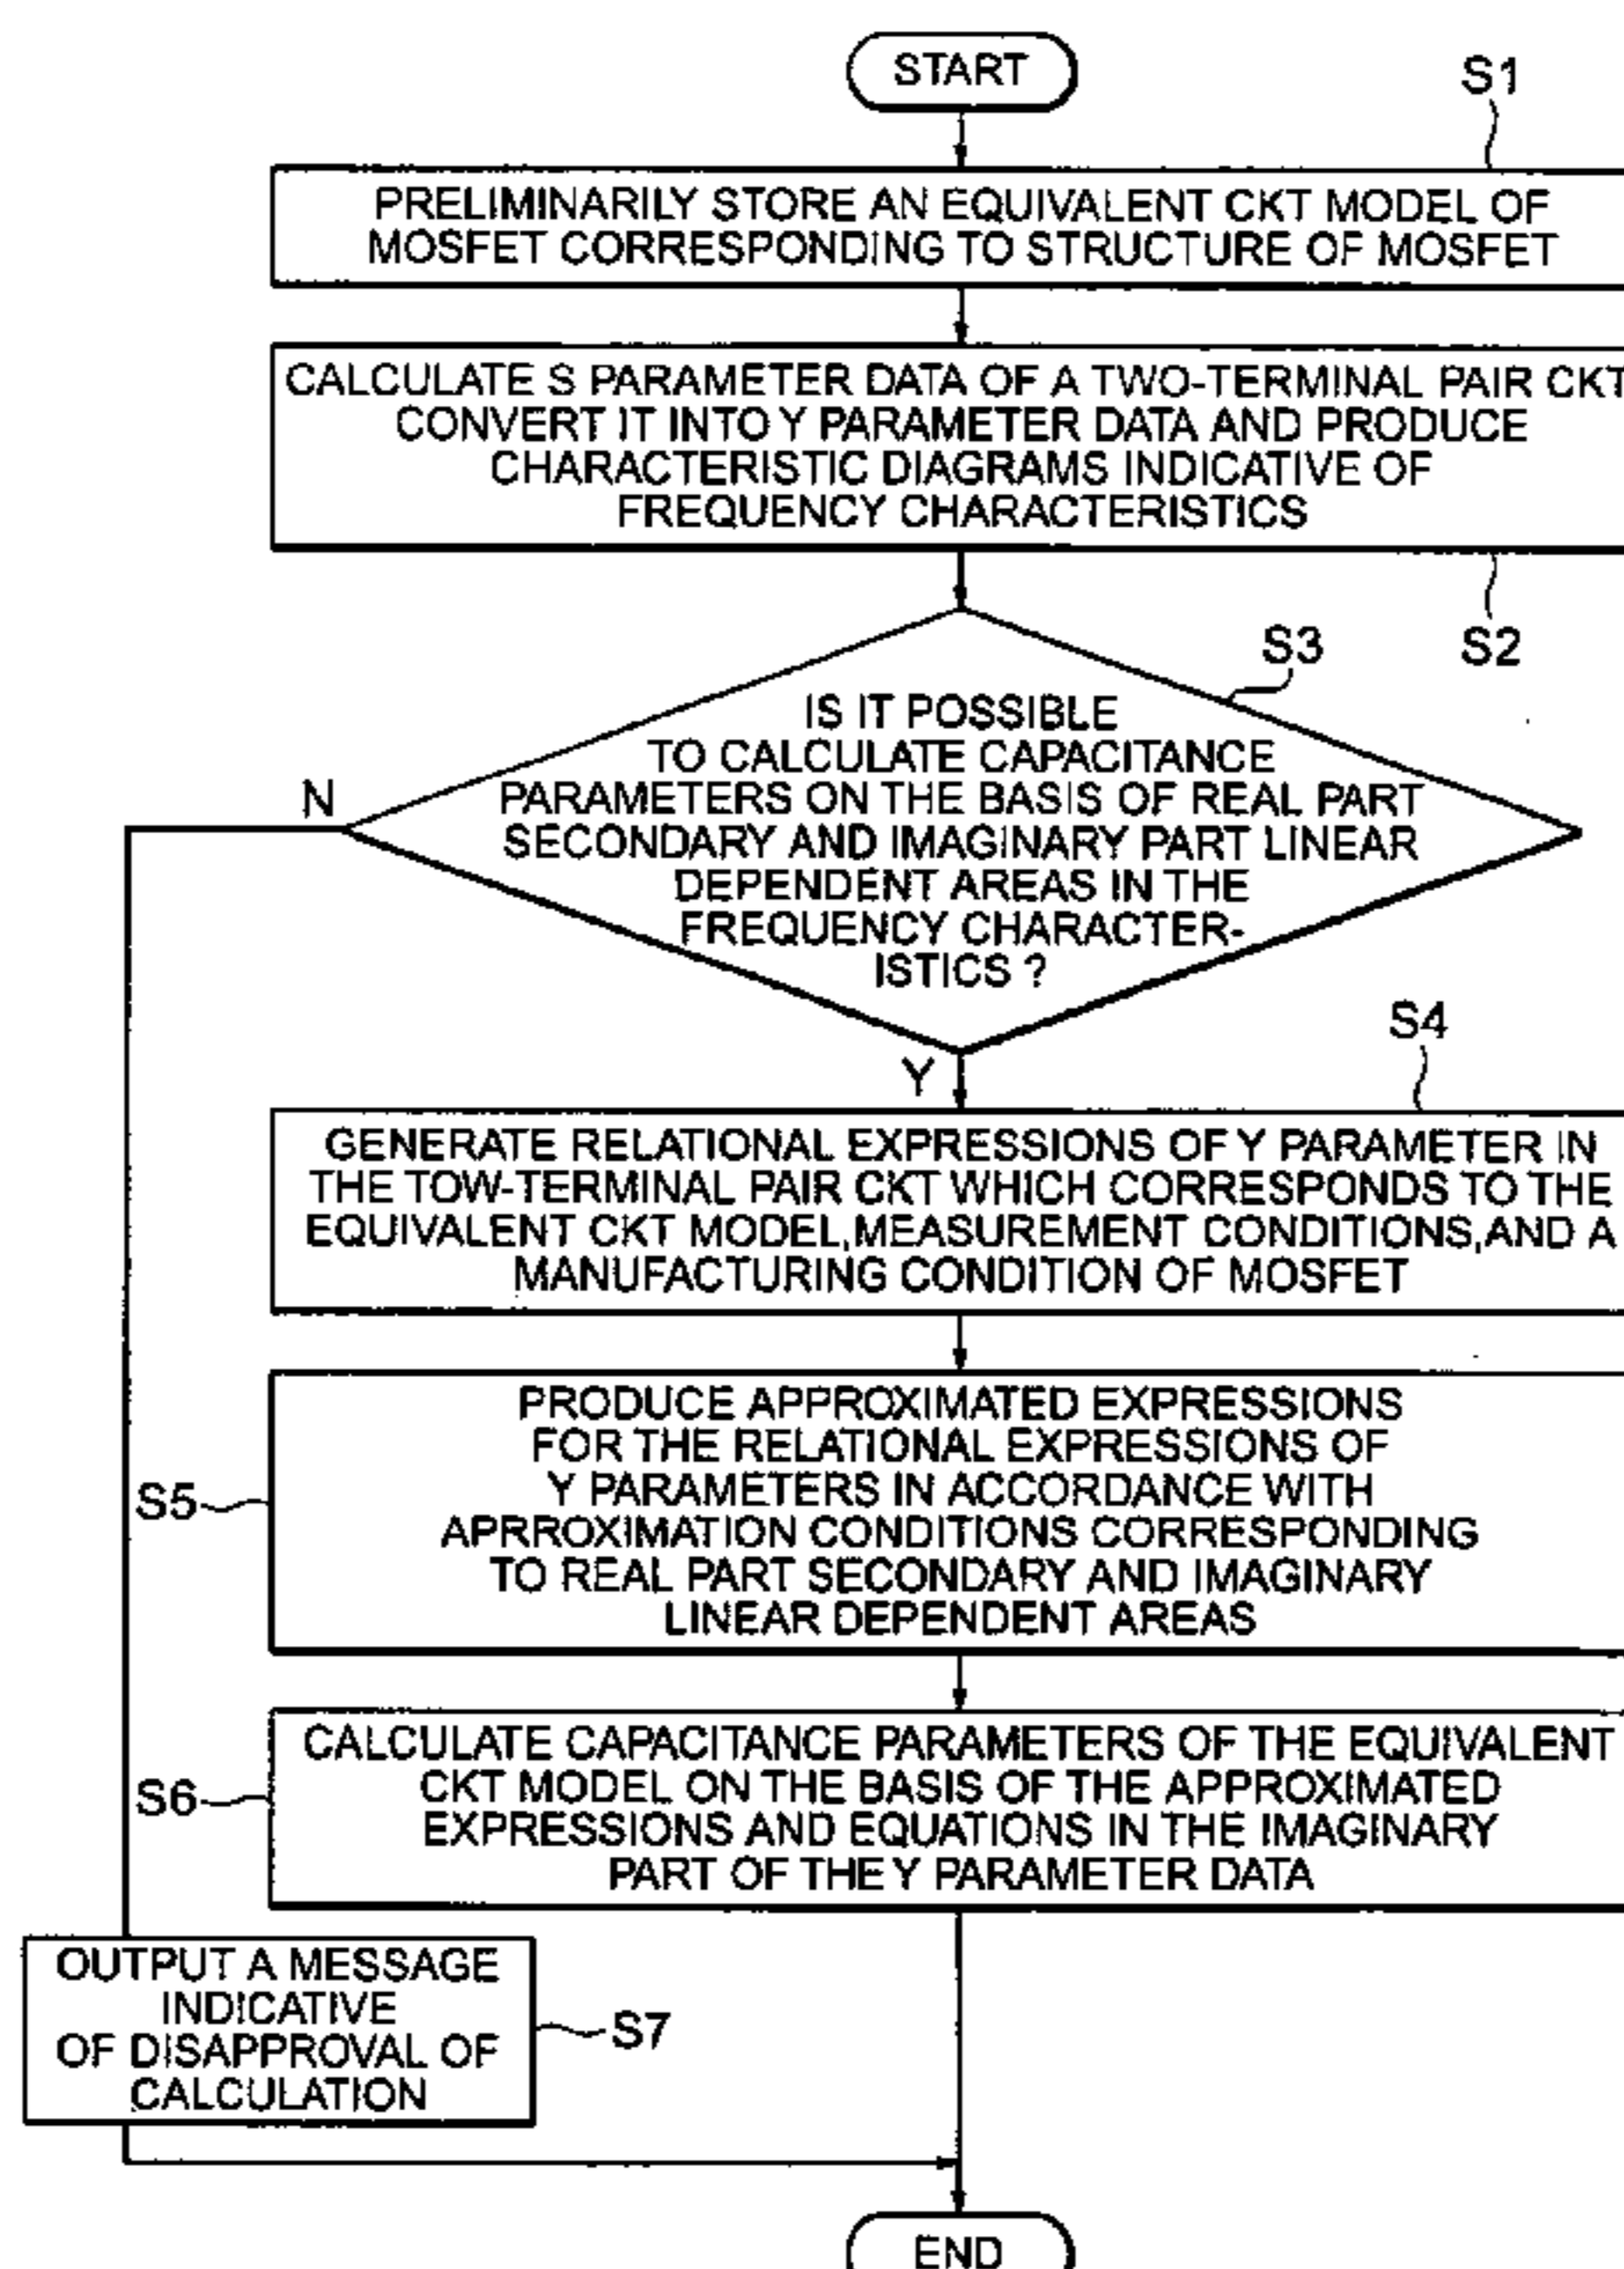 START
S1
PRELIMINARILY STORE AN EQUIVALENT CKT MODEL OF
MOSFET CORRESPONDING TO STRUCTURE OF MOSFET
CALCULATE S PARAMETER DATA OF A TWO-TERMINAL PAIR CKT
CONVERT IT INTO Y PARAMETER DATA AND PRODUCE
CHARACTERISTIC DIAGRAMS INDICATIVE OF
FREQUENCY CHARACTERISTICS
S2
S3
IS IT POSSIBLE
TO CALCULATE CAPACITANCE
PARAMETERS ON THE BASIS OF REAL PART
SECONDARY AND IMAGINARY PART LINEAR
DEPENDENT AREAS IN THE
FREQUENCY CHARACTER-
ISTICS ?
N
Y
S4
GENERATE RELATIONAL EXPRESSIONS OF Y PARAMETER IN
THE TOW-TERMINAL PAIR CKT WHICH CORRESPONDS TO THE
EQUIVALENT CKT MODEL,MEASUREMENT CONDITIONS,AND A
MANUFACTURING CONDITION OF MOSFET
S5
PRODUCE APPROXIMATED EXPRESSIONS
FOR THE RELATIONAL EXPRESSIONS OF
Y PARAMETERS IN ACCORDANCE WITH
APRROXIMATION CONDITIONS CORRESPONDING
TO REAL PART SECONDARY AND IMAGINARY
LINEAR DEPENDENT AREAS
S6
CALCULATE CAPACITANCE PARAMETERS OF THE EQUIVALENT
CKT MODEL ON THE BASIS OF THE APPROXIMATED
EXPRESSIONS AND EQUATIONS IN THE IMAGINARY
PART OF THE Y PARAMETER DATA
OUTPUT A MESSAGE
INDICATIVE
OF DISAPPROVAL OF
CALCULATION
S7
END